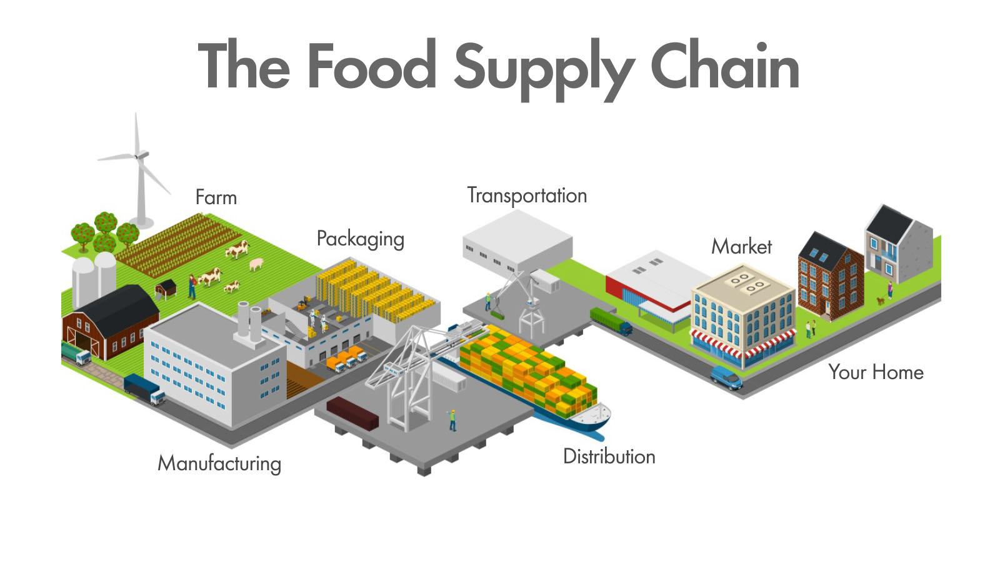 The Food Supply Chain
Farm
Transportation
Packaging
Market
Your Home
Manufacturing
Distribution